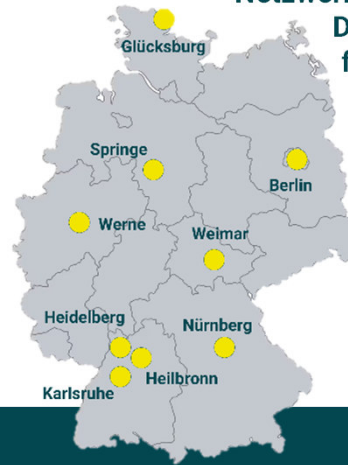 Glücksburg
Springe
Berlin
Werne
Weimar
Heidelberg
Nürnberg
Heilbronn
Karlsruhe